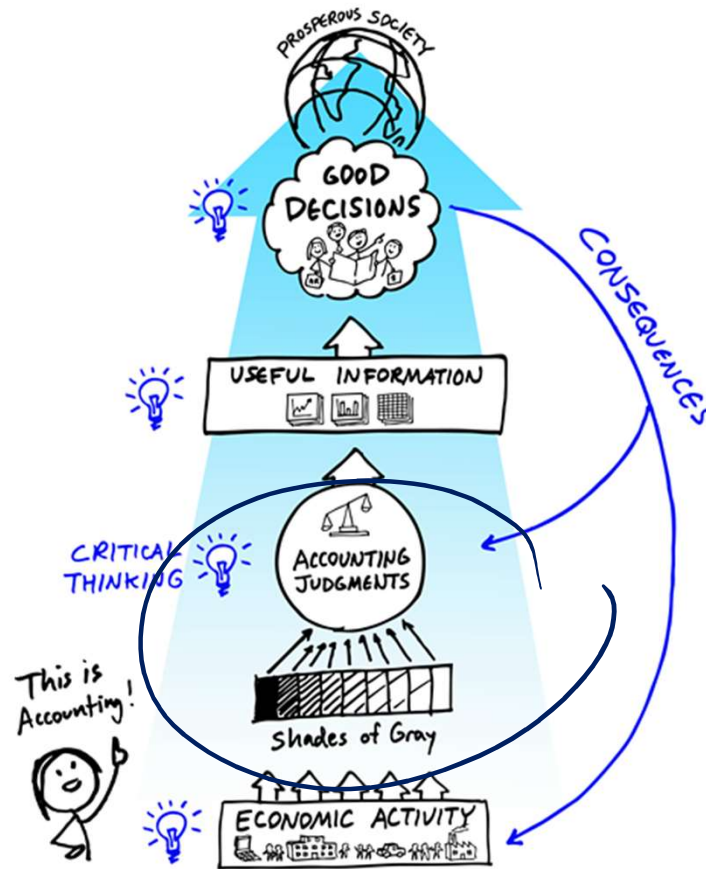 PROSPEROUS SOCIETY
GOOD
DECISIONS
CONSEQUENCES
USEFUL INFORMATION
CRITICAL
THINKING
ACCOUNTING
JUDGMENTS
This is
Accounting!
Shades of Gray
ECONOMIC ACTIVITY